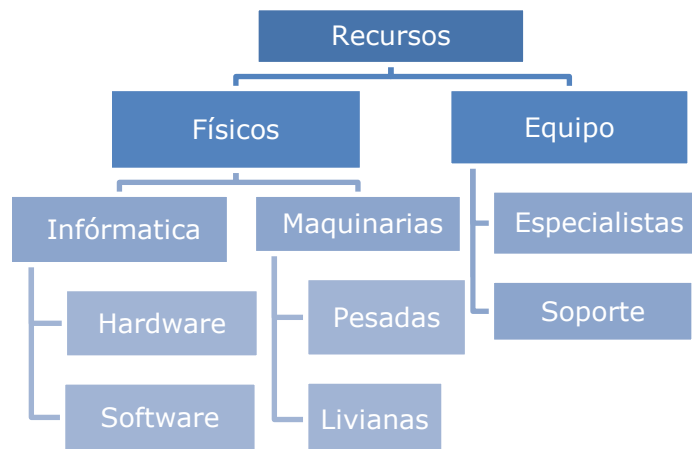 Recursos
Físicos
Equipo
Infórmatica
Maquinarias
Especialistas
Hardware
Pesadas
Soporte
Software
Livianas